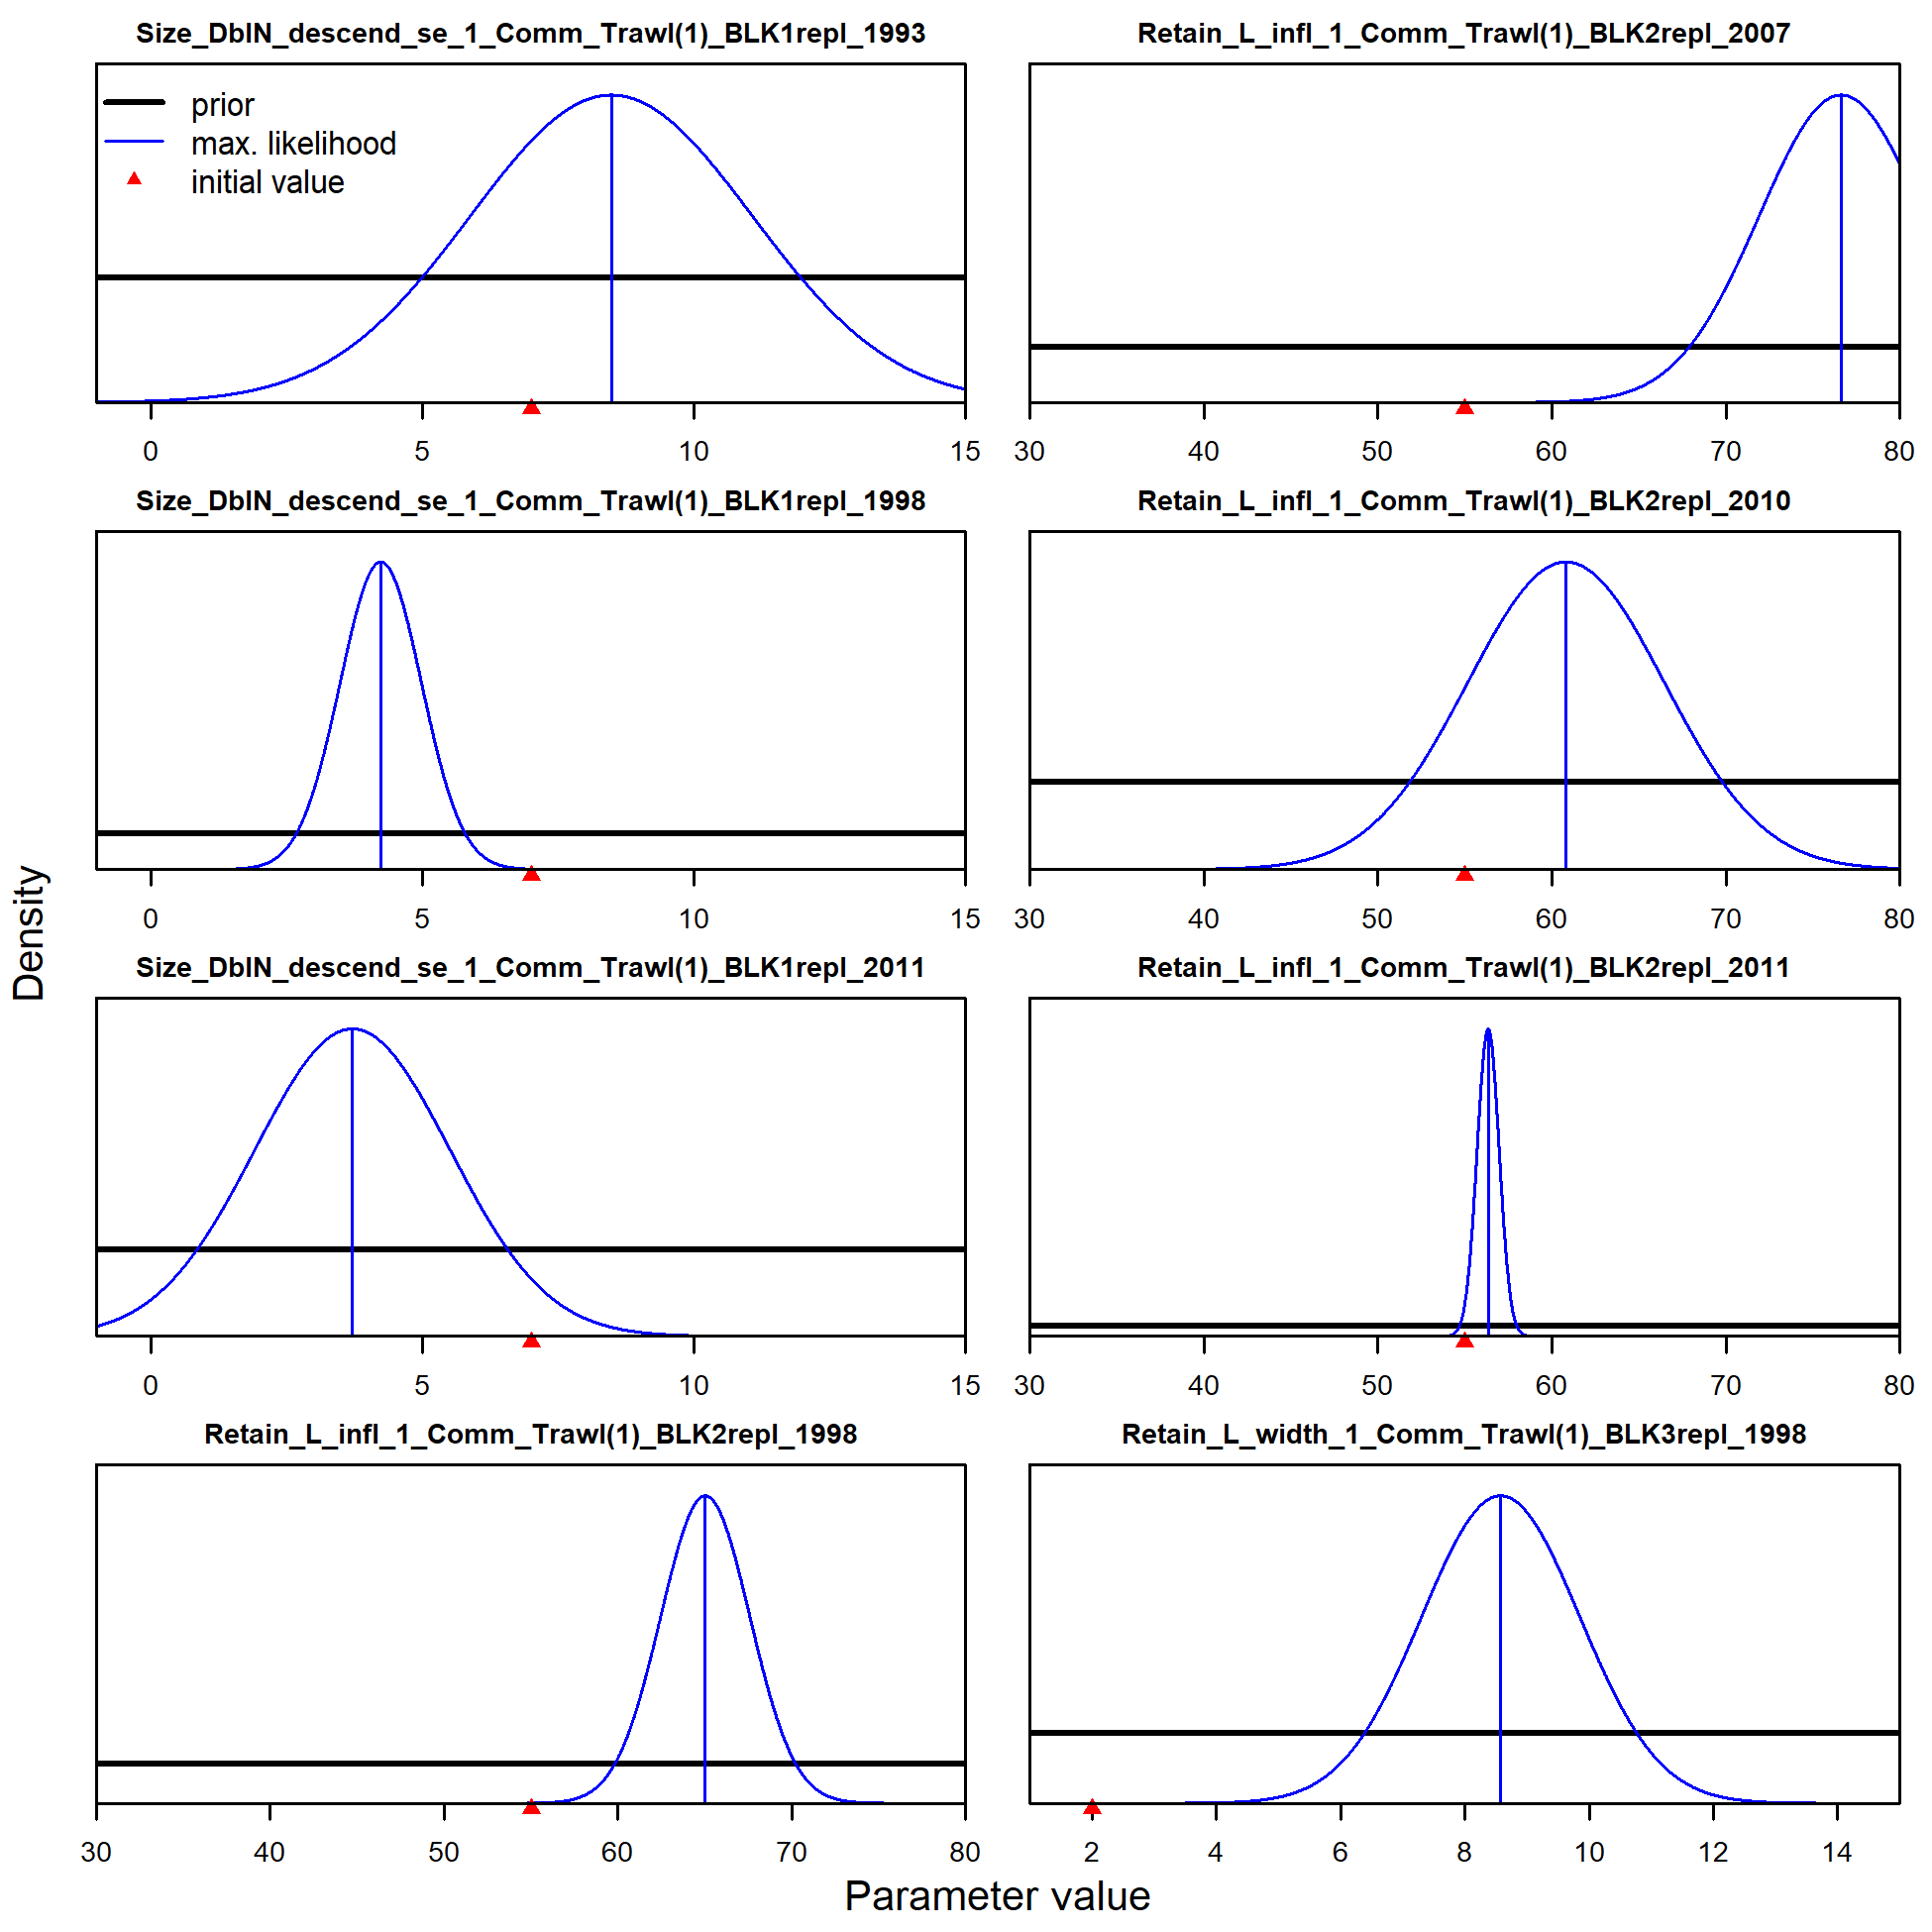 Size_DblN_descend_se_1_Comm_Trawl(1)_BLK1repl_1993
prior
max. likelihood
initial value
0 5 10 15
Retain_L_infl_1_Comm_Trawl(1)_BLK2repl_2007
30 40 50 60 70 80
Size_DblN_descend_se_1_Comm_Trawl(1)_BLK1repl_1998
0 5 10 15
Retain_L_infl_1_Comm_Trawl(1)_BLK2repl_2010
30 40 50 60 70 80
Density
Size_DblN_descend_se_1_Comm_Trawl(1)_BLK1repl_2011
0 5 10 15
Retain_L_infl_1_Comm_Trawl(1)_BLK2repl_2011
30 40 50 60 70 80
Retain_L_infl_1_Comm_Trawl(1)_BLK2repl_1998
30 40 50 60 70 80
Retain_L_width_1_Comm_Trawl(1)_BLK3repl_1998
2 4 6 8 10 12 14
Parameter value